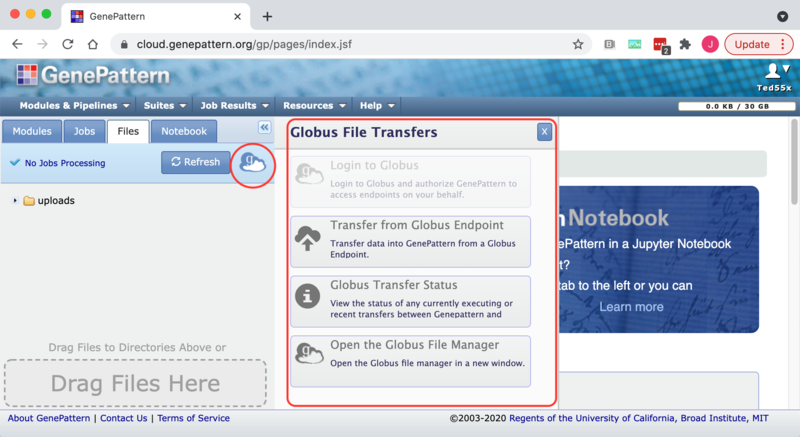 GenePattern
cloud.genepattern.org/gp/pages/index.jsf
2
J
Update
GenePattern
Ted55x
Modules & Pipelines
Suites
Job Results
Resources
Help
0.0 KB / 30 GB
Modules
Jobs
Files
Notebook
No Jobs Processing
Refresh
g
uploads
Drag Files to Directories Above or
Drag Files Here
Globus File Transfers
X
Login to Globus
Login to Globus and authorize GenePattern to
access endpoints on your behalf.
Transfer from Globus Endpoint
Transfer data into GenePattern from a Globus
Endpoint.
Globus Transfer Status
View the status of any currently executing or
recent transfers between Genepattern and
Open the Globus File Manager
Open the Globus file manager in a new window.
Notebook
ePattern in a Jupyter Notebook
t?
tab to the left or you can
Learn more
About GenePattern | Contact Us | Terms of Service
©2003-2020 Regents of the University of California, Broad Institute, MIT